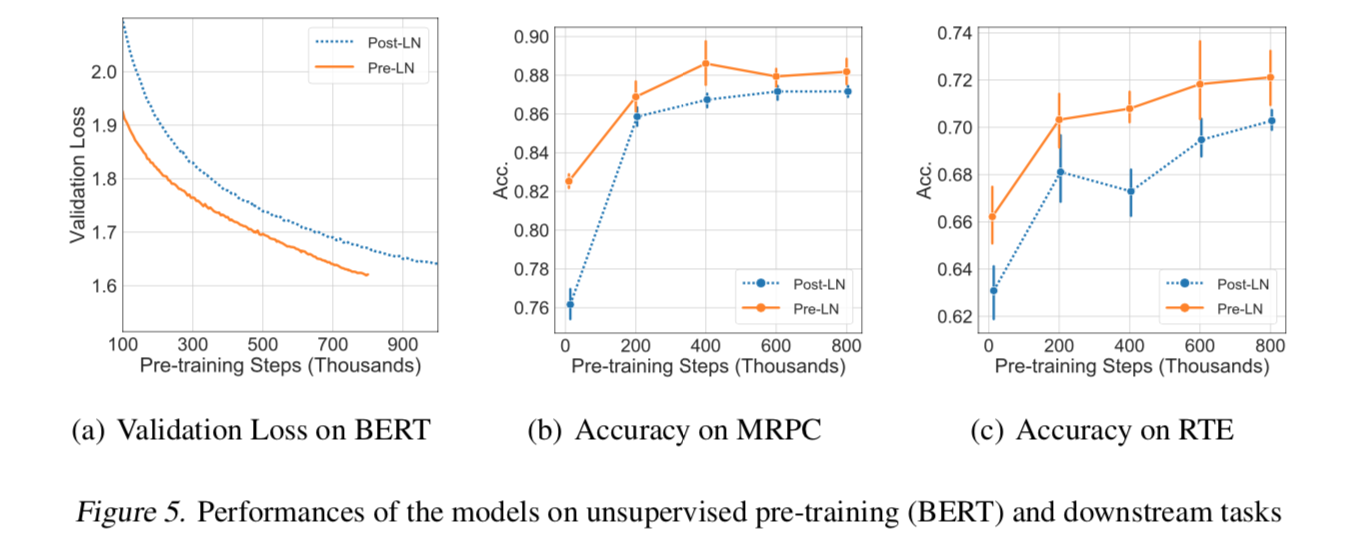 Post-LN
Pre-LN
2.0
1.9
1.8
1.7
1.6
Validation Loss
100 300 500 700 900
Pre-training Steps (Thousands)
(a) Validation Loss on BERT
0.90
0.88
0.86
0.84
0.82
0.80
0.78
0.76
Acc.
Post-LN
Pre-LN
0 200 400 600 800
Pre-training Steps (Thousands)
(b) Accuracy on MRPC
0.74
0.72
0.70
0.68
0.66
0.64
0.62
Acc.
Post-LN
Pre-LN
0 200 400 600 800
Pre-training Steps (Thousands)
(c) Accuracy on RTE
Figure 5. Performances of the models on unsupervised pre-training (BERT) and downstream tasks